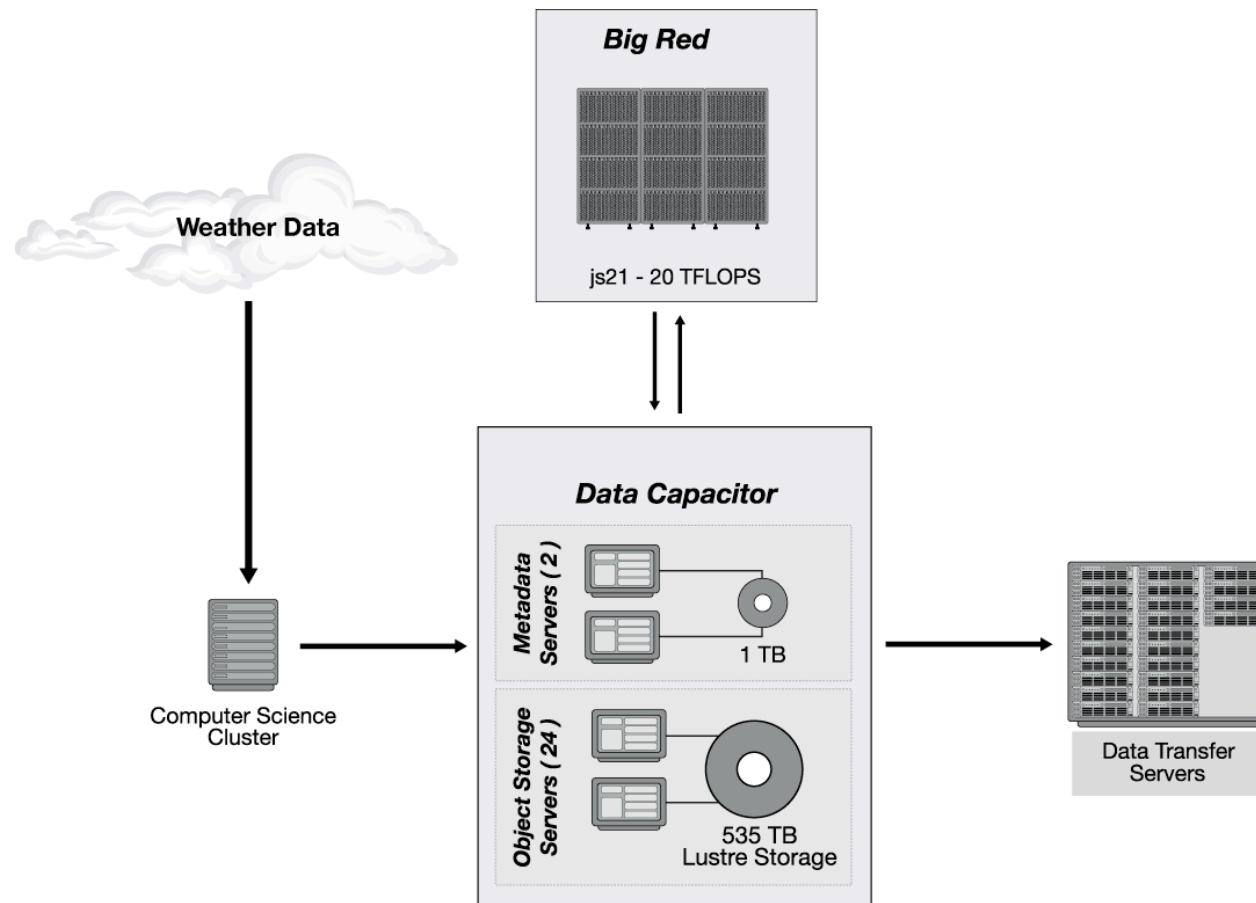 Big Red
js21 - 20 TFLOPS
Weather Data
Computer Science
Cluster
Data Capacitor
Metadata
Servers ( 2 )
1 TB
Object Storage
Servers ( 24 )
535 TB
Lustre Storage
Data Transfer
Servers